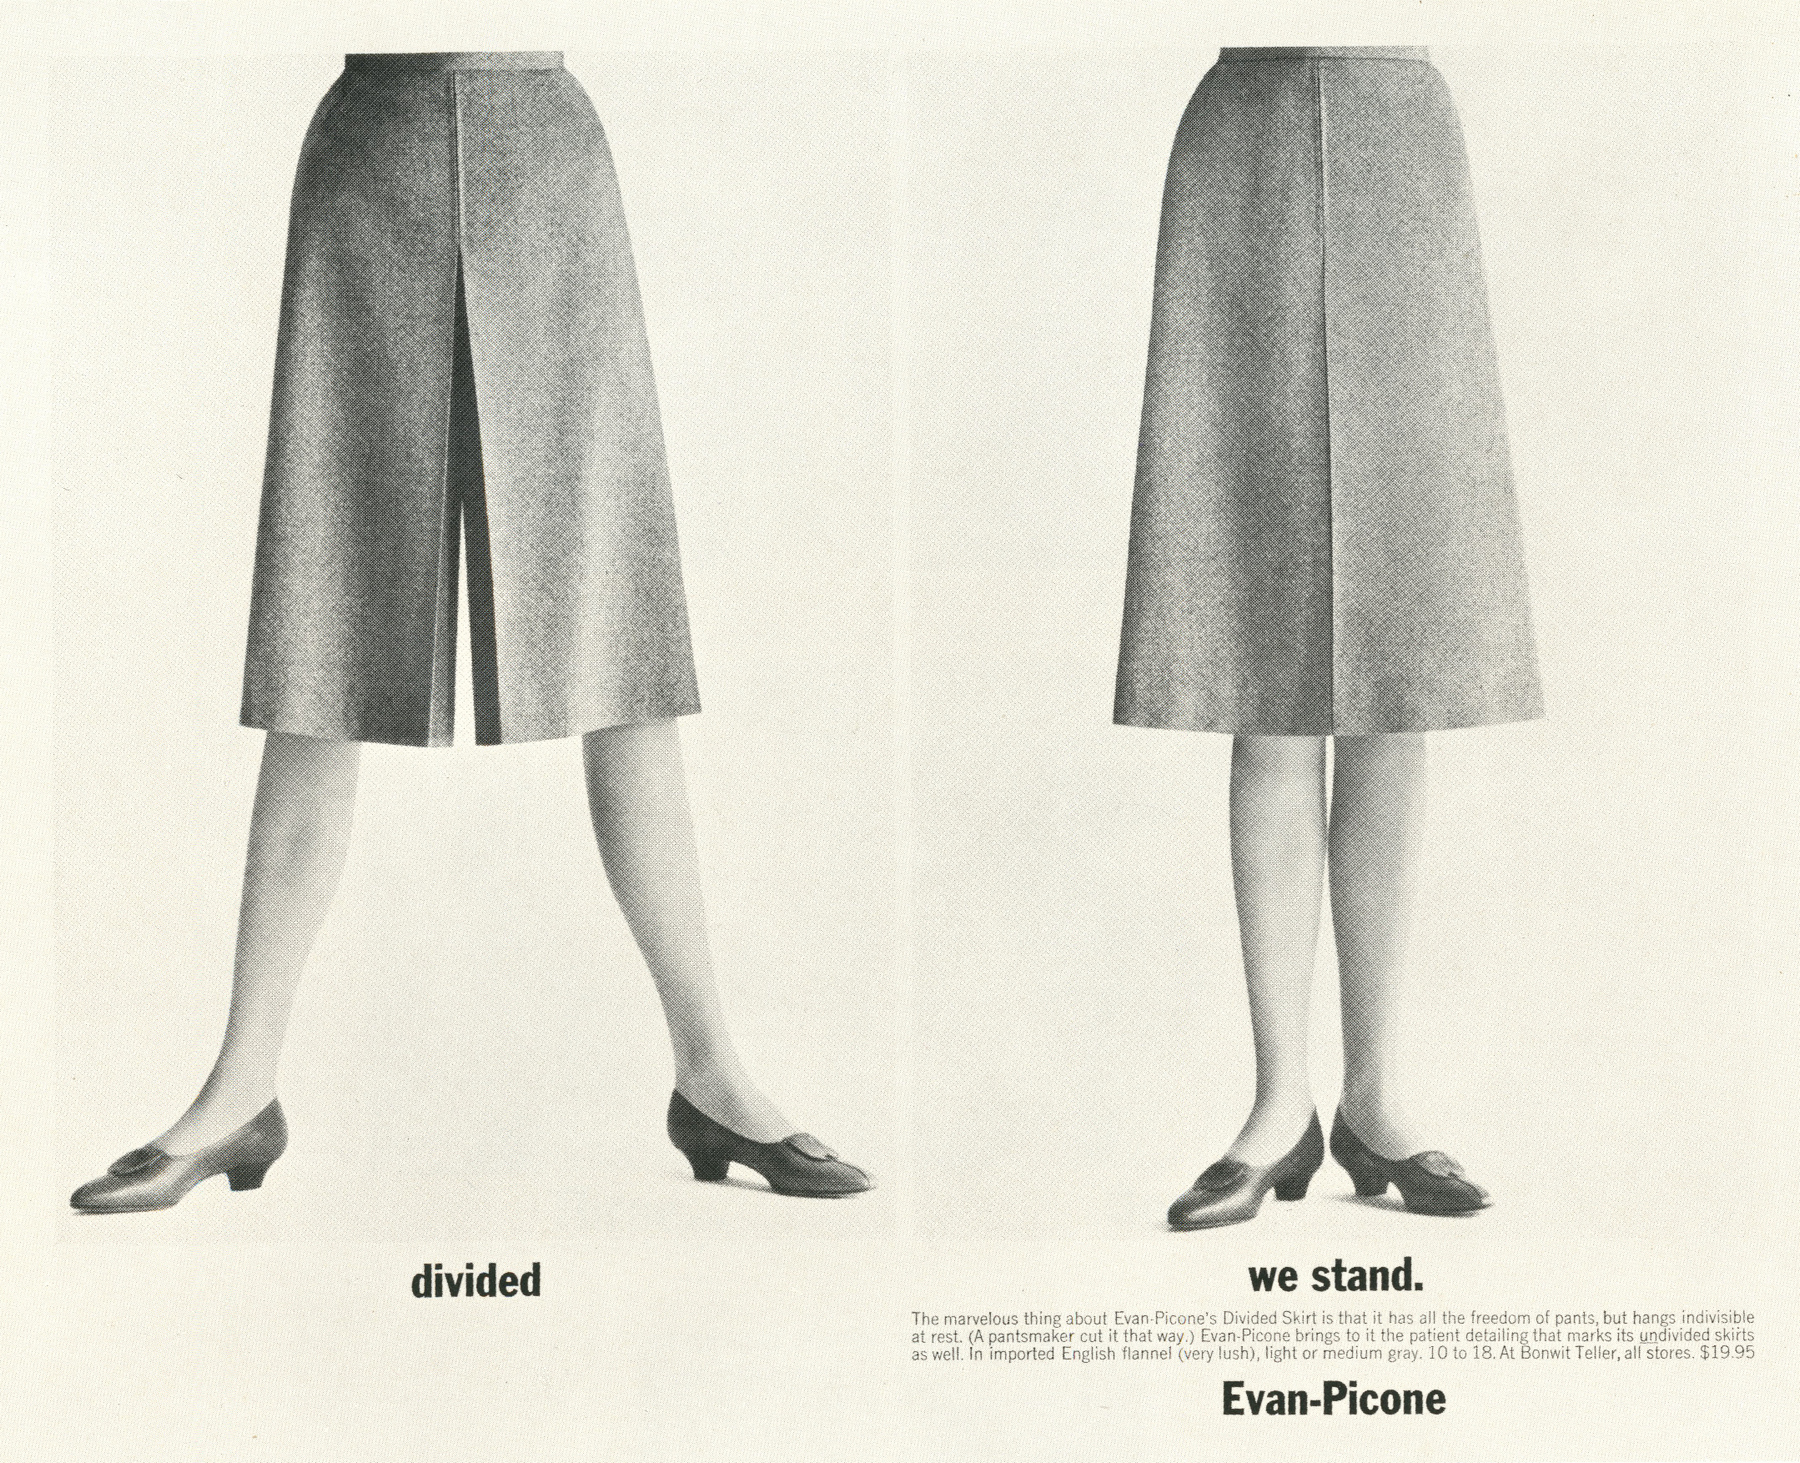 divided
we stand.
The marvelous thing about Evan-Picone's Divided Skirt is that it has all the freedom of pants, but hangs indivisible
at rest. (A pantsmaker cut it that way.) Evan-Picone brings to it the patient detailing that marks its undivided skirts
as well. In imported English flannel (very lush), light or medium gray. 10 to 18. At Bonwit Teller, all stores. $19.95
Evan-Picone